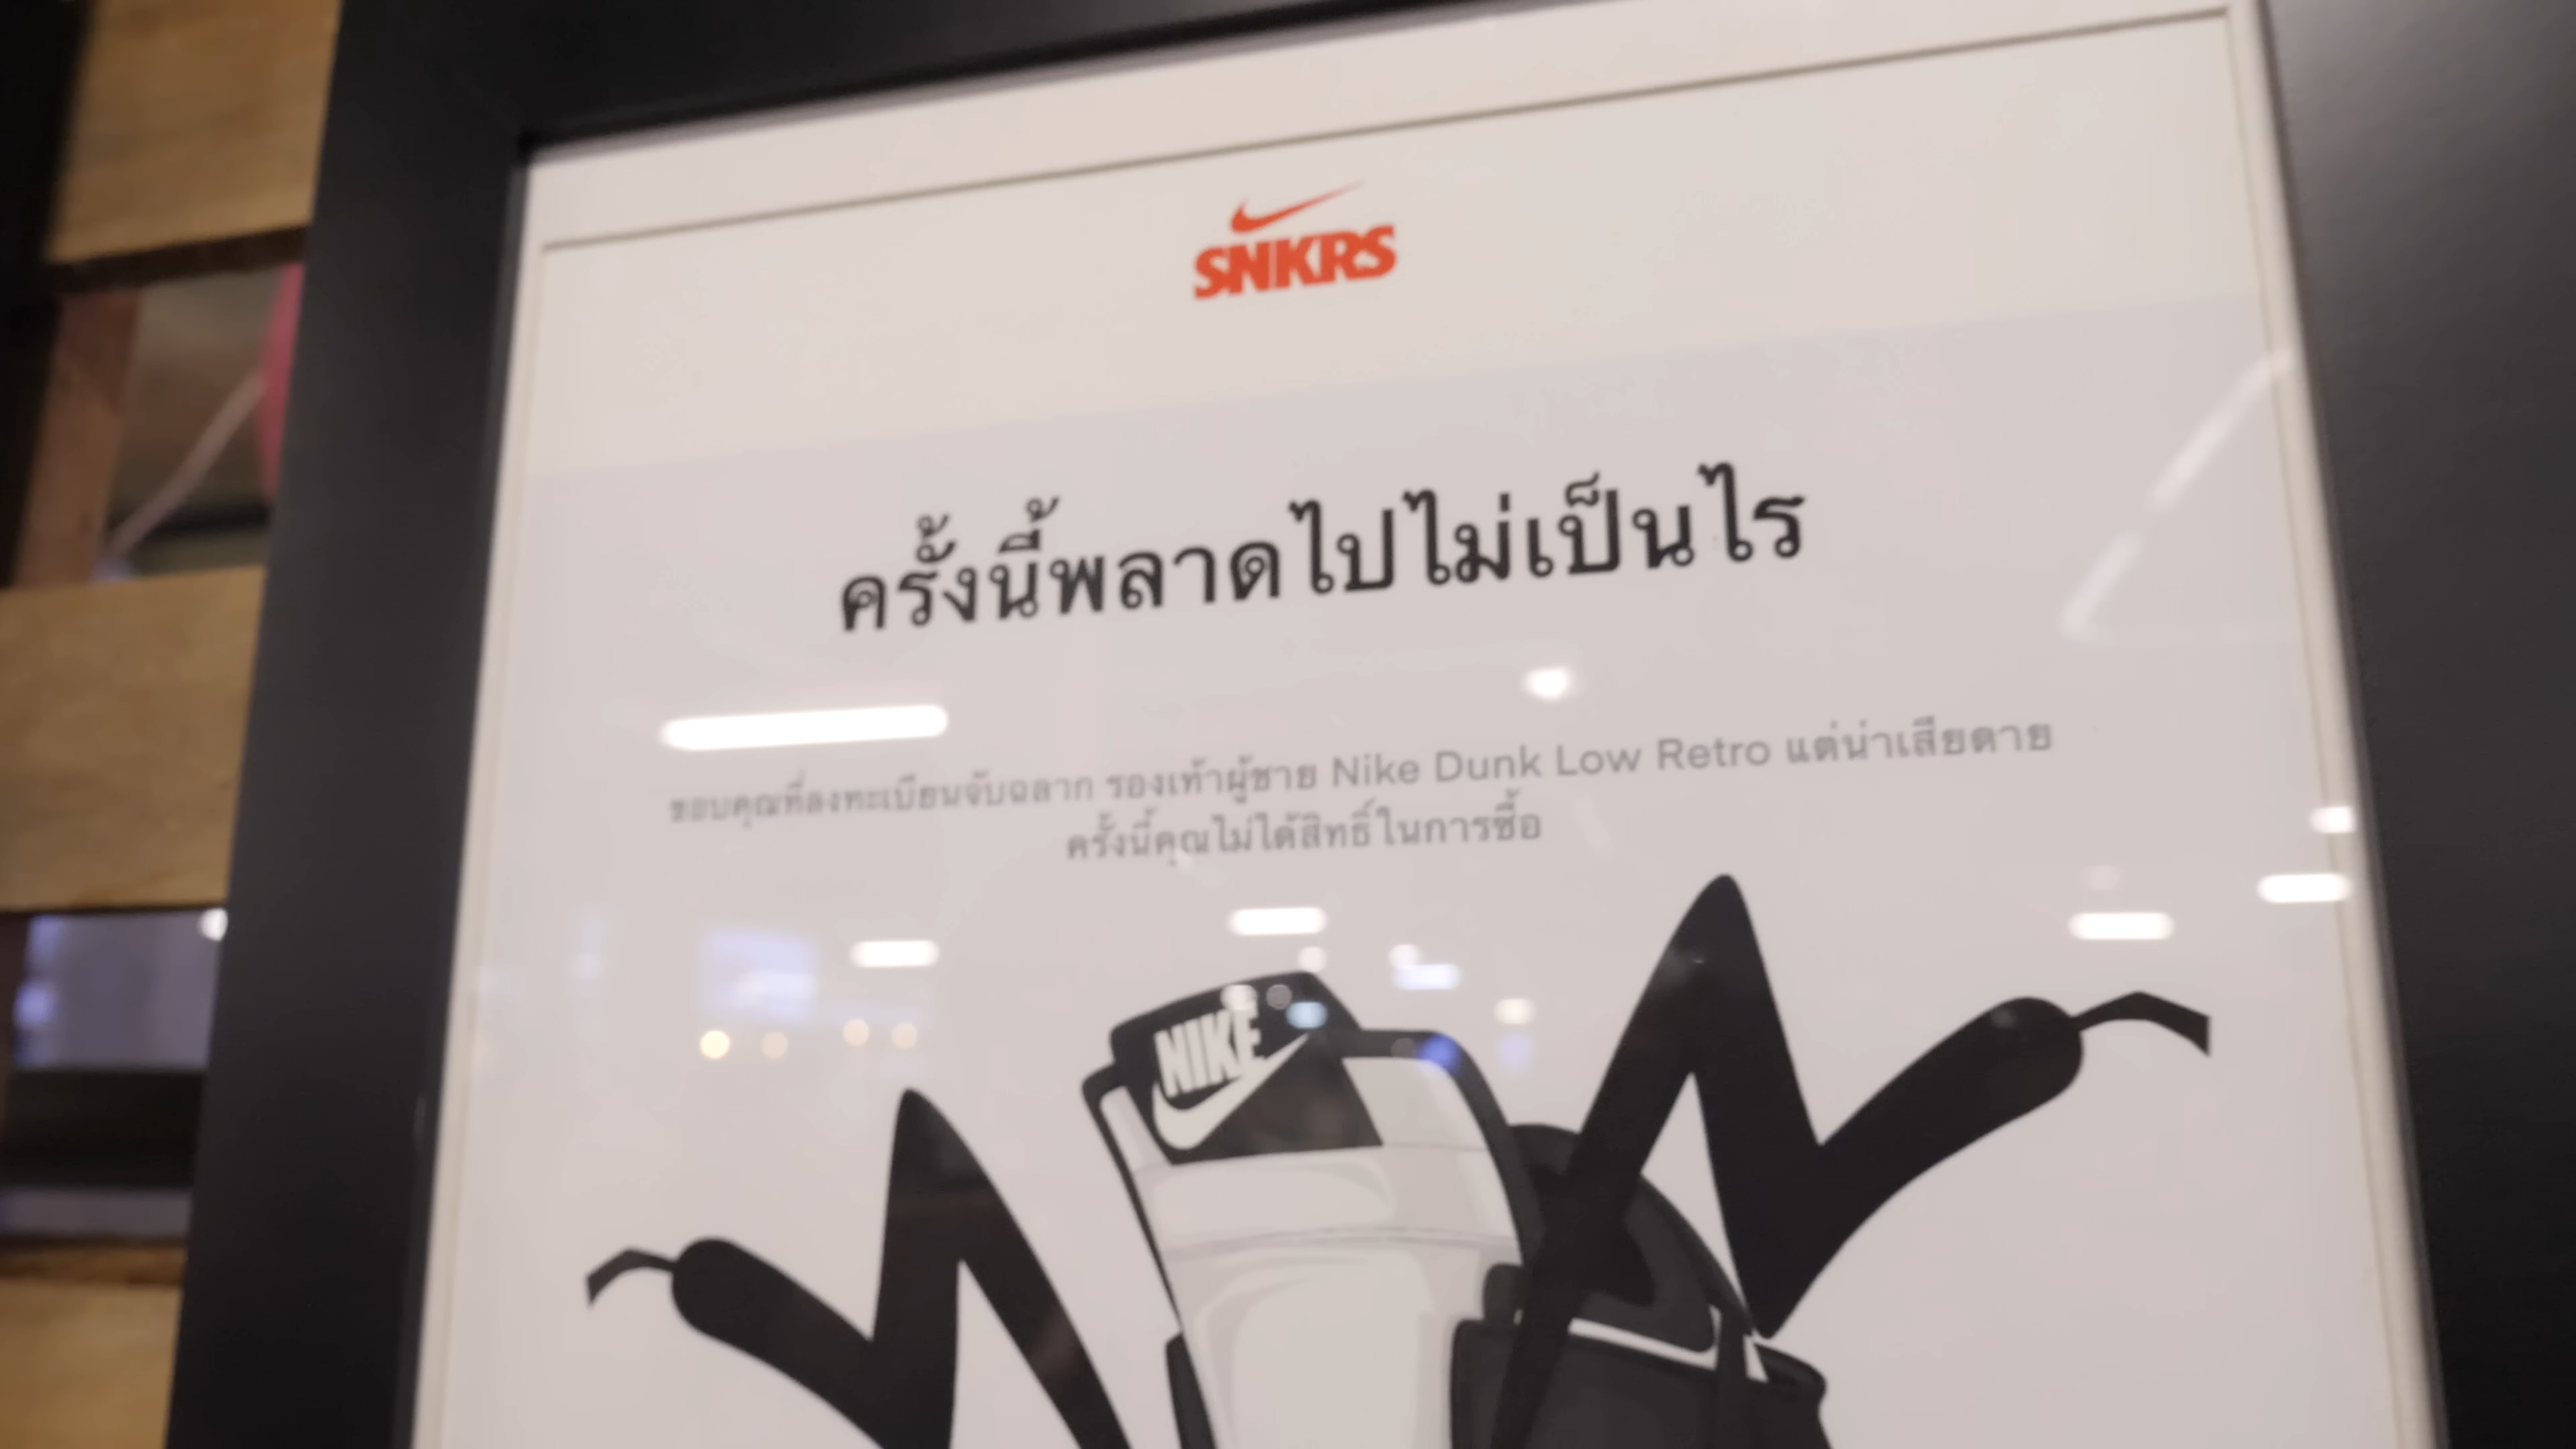 SNKRS
ครั้งนี้พลาดไปไม่เป็นไร
ขอบคุณที่ลงทะเบียนจับฉลาก รองเท้าผู้ชาย Nike Dunk Low Retro แต่น่าเสียดาย
ครั้งนี้คุณไม่ได้สิทธิ์ในการซื้อ
NIKE